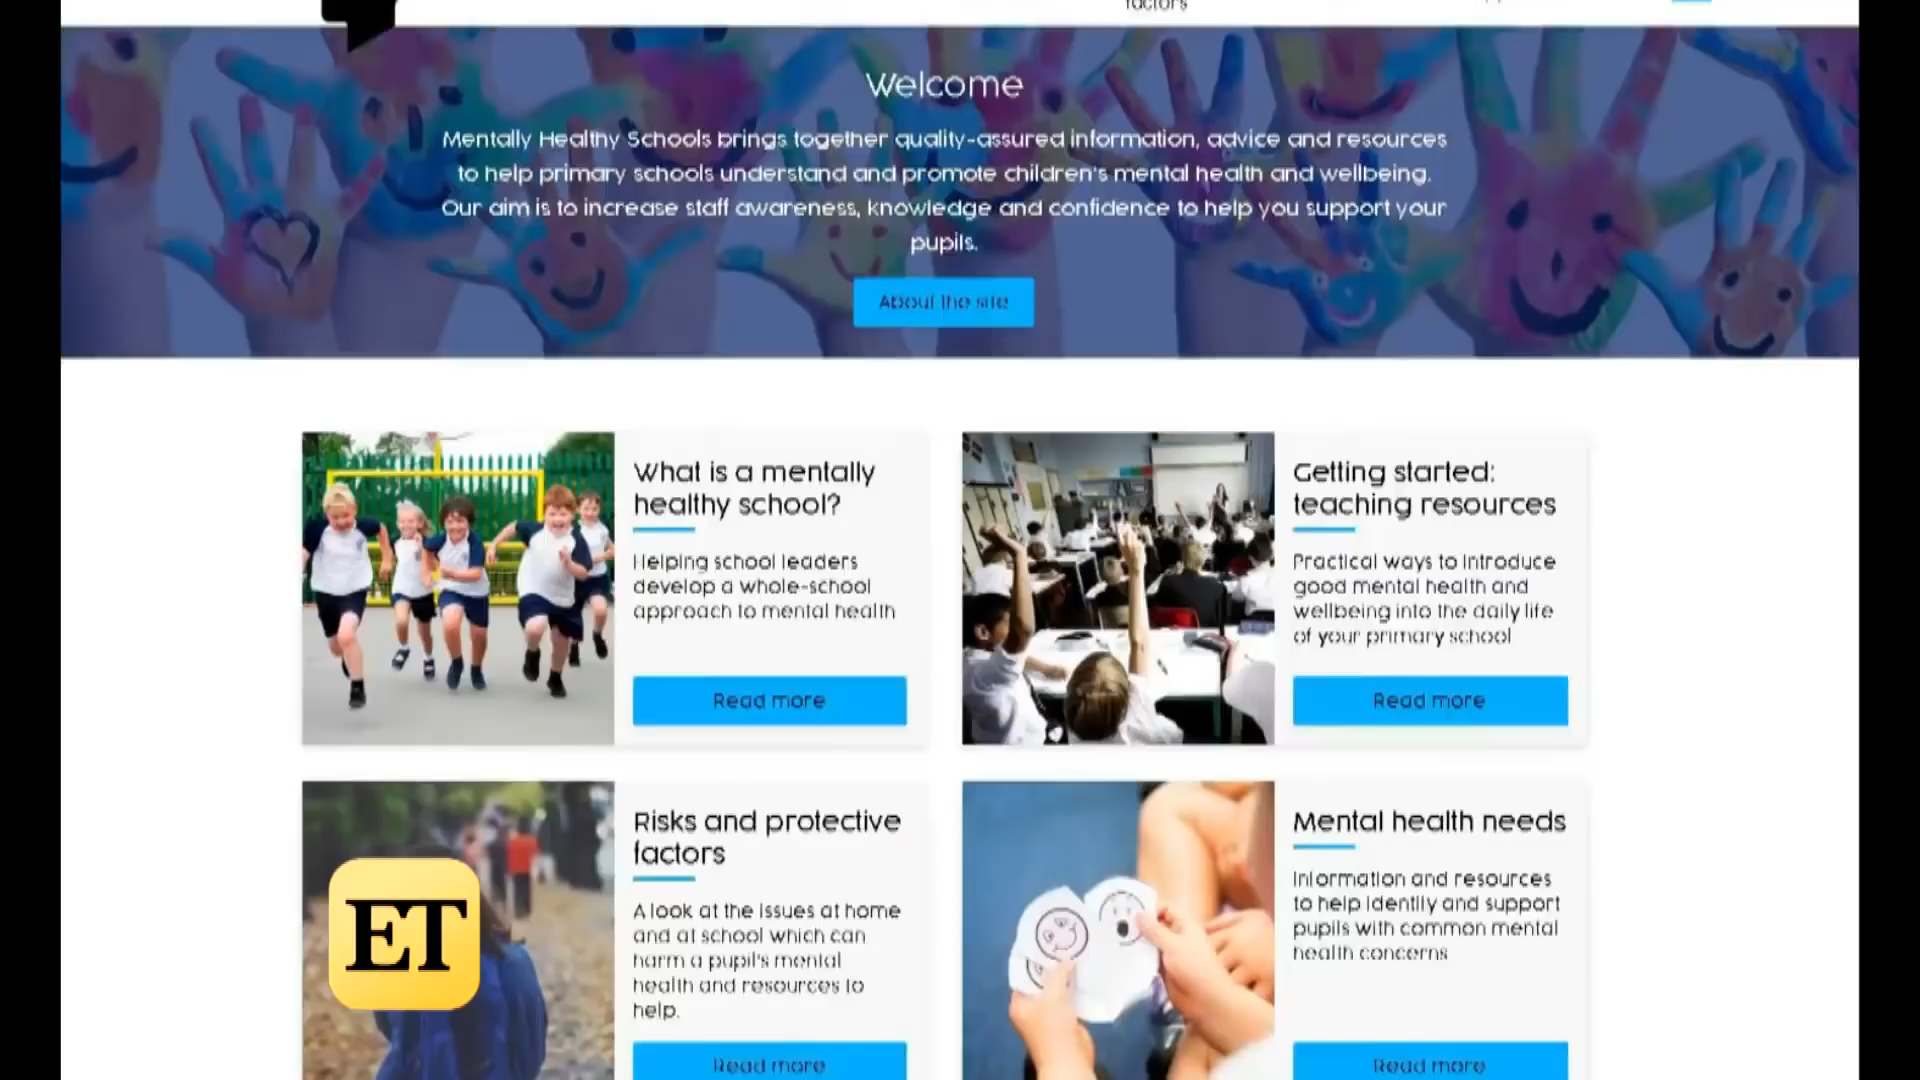 factors
Welcome
Mentally Healthy Schools brings together quality-assured information, advice and resources
to help primary schools understand and promote children's mental health and wellbeing.
Our aim is to increase staff awareness, knowledge and confidence to help you support your
pupils.
About the site
What is a mentally
healthy school?
Helping school leaders
develop a whole-school
approach to mental health
Read more
Getting started:
teaching resources
Practical ways to introduce
good mental health and
wellbeing into the daily life
of your primary school
Read more
Risks and protective
factors
A look at the issues at home
and at school which can
harm a pupil's mental
health and resources to
help.
Read more
Mental health needs
Information and resources
to help identify and support
pupils with common mental
health concerns
Read more
ET